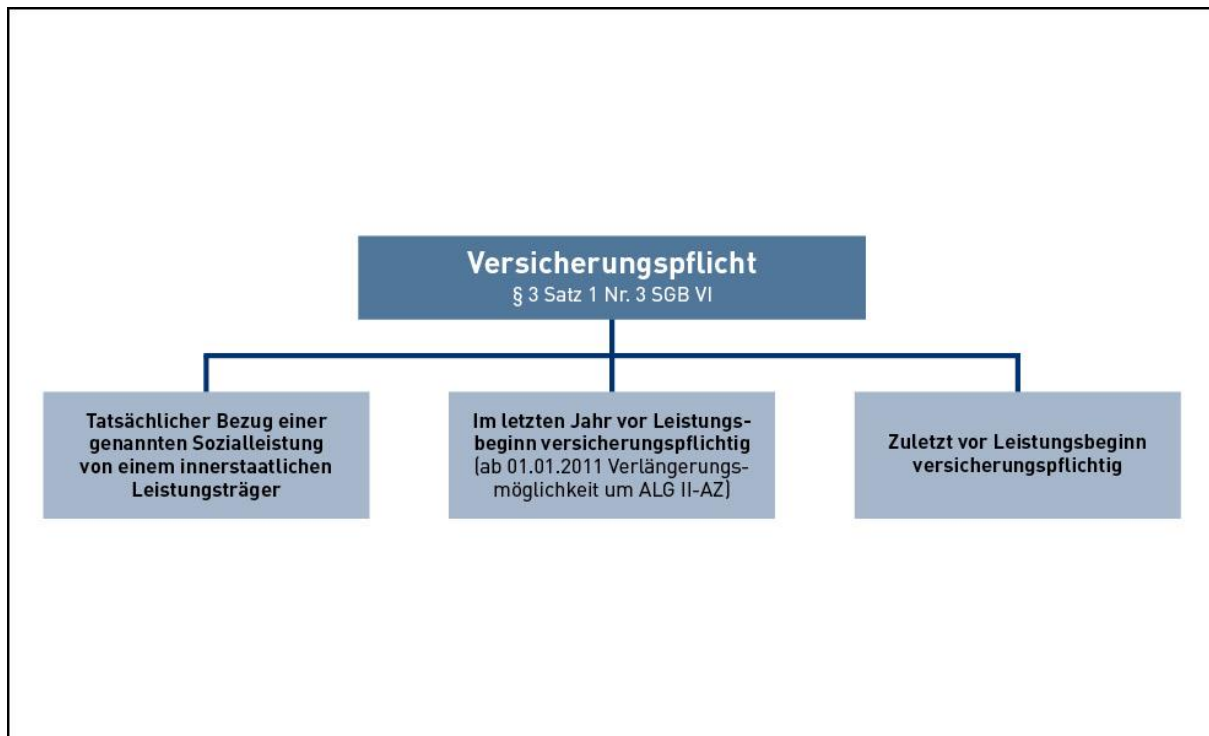 Versicherungspflicht
§ 3 Satz 1 Nr. 3 SGB VI
Tatsächlicher Bezug einer
genannten Sozialleistung
von einem innerstaatlichen
Leistungsträger
Im letzten Jahr vor Leistungs-
beginn versicherungspflichtig
(ab 01.01.2011 Verlängerungs-
möglichkeit um ALG II-AZ)
Zuletzt vor Leistungsbeginn
versicherungspflichtig